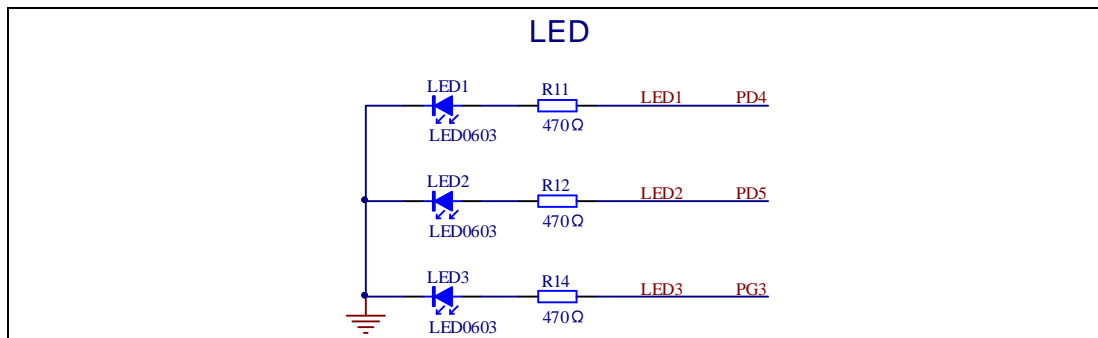 LED
LED1 R11 LED1 PD4
LED0603 470Ω
LED2 R12 LED2 PD5
LED0603 470Ω
LED3 R14 LED3 PG3
LED0603 470Ω